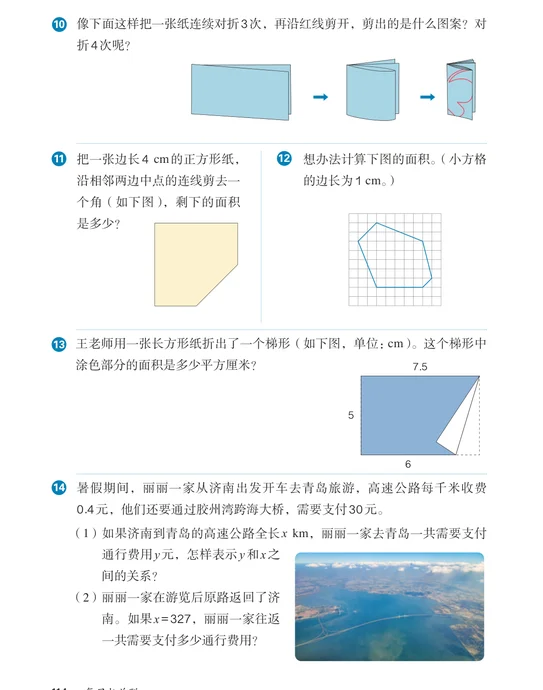 10 像下面这样把一张纸连续对折3次，再沿红线剪开，剪出的是什么图案？对
折4次呢？
11 把一张边长4 cm的正方形纸，
沿相邻两边中点的连线剪去一
个角（如下图），剩下的面积
是多少？
12 想办法计算下图的面积。（小方格
的边长为1 cm。）
13 王老师用一张长方形纸折出了一个梯形（如下图，单位：cm）。这个梯形中
涂色部分的面积是多少平方厘米？
7.5
5
6
14 暑假期间，丽丽一家从济南出发开车去青岛旅游，高速公路每千米收费
0.4元，他们还要通过胶州湾跨海大桥，需要支付30元。
（1）如果济南到青岛的高速公路全长x km，丽丽一家去青岛一共需要支付
通行费用y元，怎样表示y和x之
间的关系？
（2）丽丽一家在游览后原路返回了济
南。如果x=327，丽丽一家往返
一共需要支付多少通行费用？